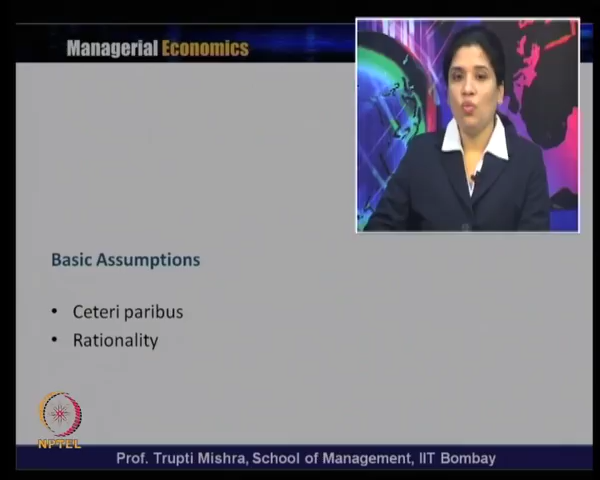 Managerial Economics
Basic Assumptions
• Ceteri paribus
• Rationality
NPTEL
Prof. Trupti Mishra, School of Management, IIT Bombay